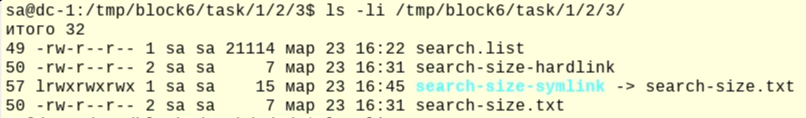 sa@dc-1:/tmp/block6/task/1/2/3$ ls -li /tmp/block6/task/1/2/3/
итого 32
49 -rw-r--r-- 1 sa sa 21114 мар 23 16:22 search.list
50 -rw-r--r-- 2 sa sa     7 мар 23 16:31 search-size-hardlink
57 lrwxrwxrwx 1 sa sa    15 мар 23 16:45 search-size-symlink -> search-size.txt
50 -rw-r--r-- 2 sa sa     7 мар 23 16:31 search-size.txt